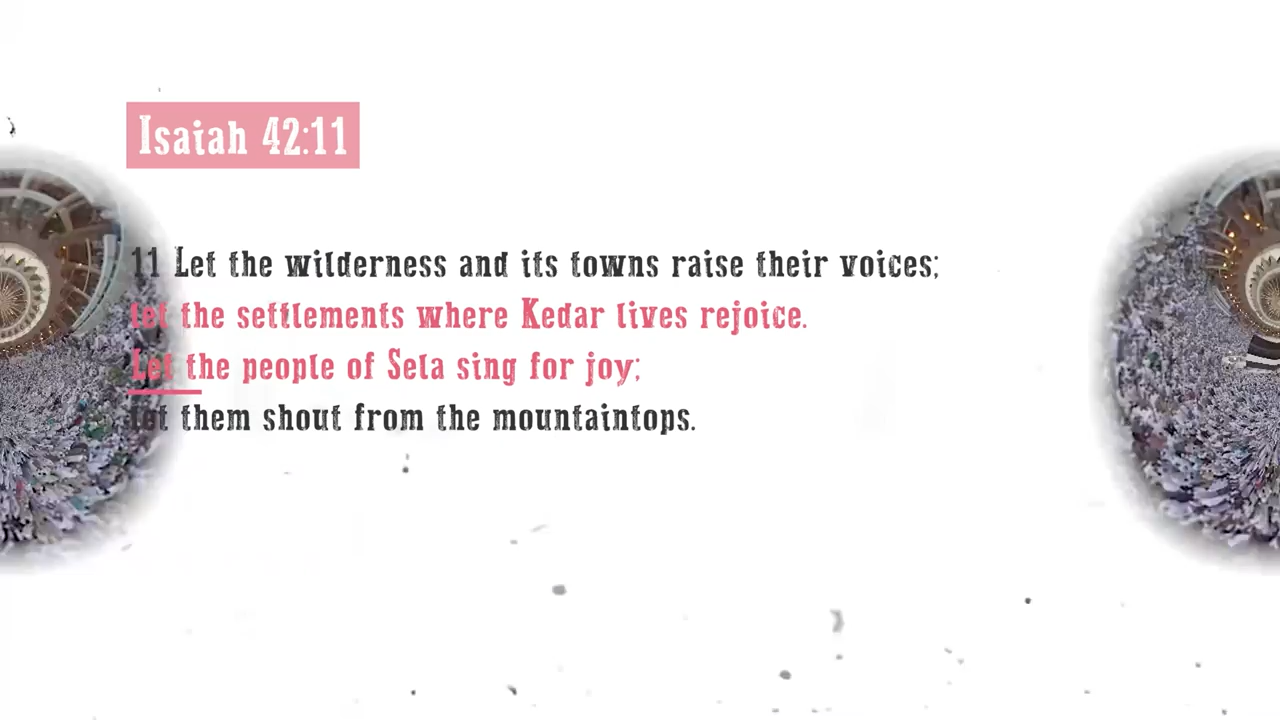 Isaiah 42:11
11 Let the wilderness and its towns raise their voices;
let the settlements where Kedar lives rejoice.
Let the people of Sela sing for joy;
let them shout from the mountaintops.